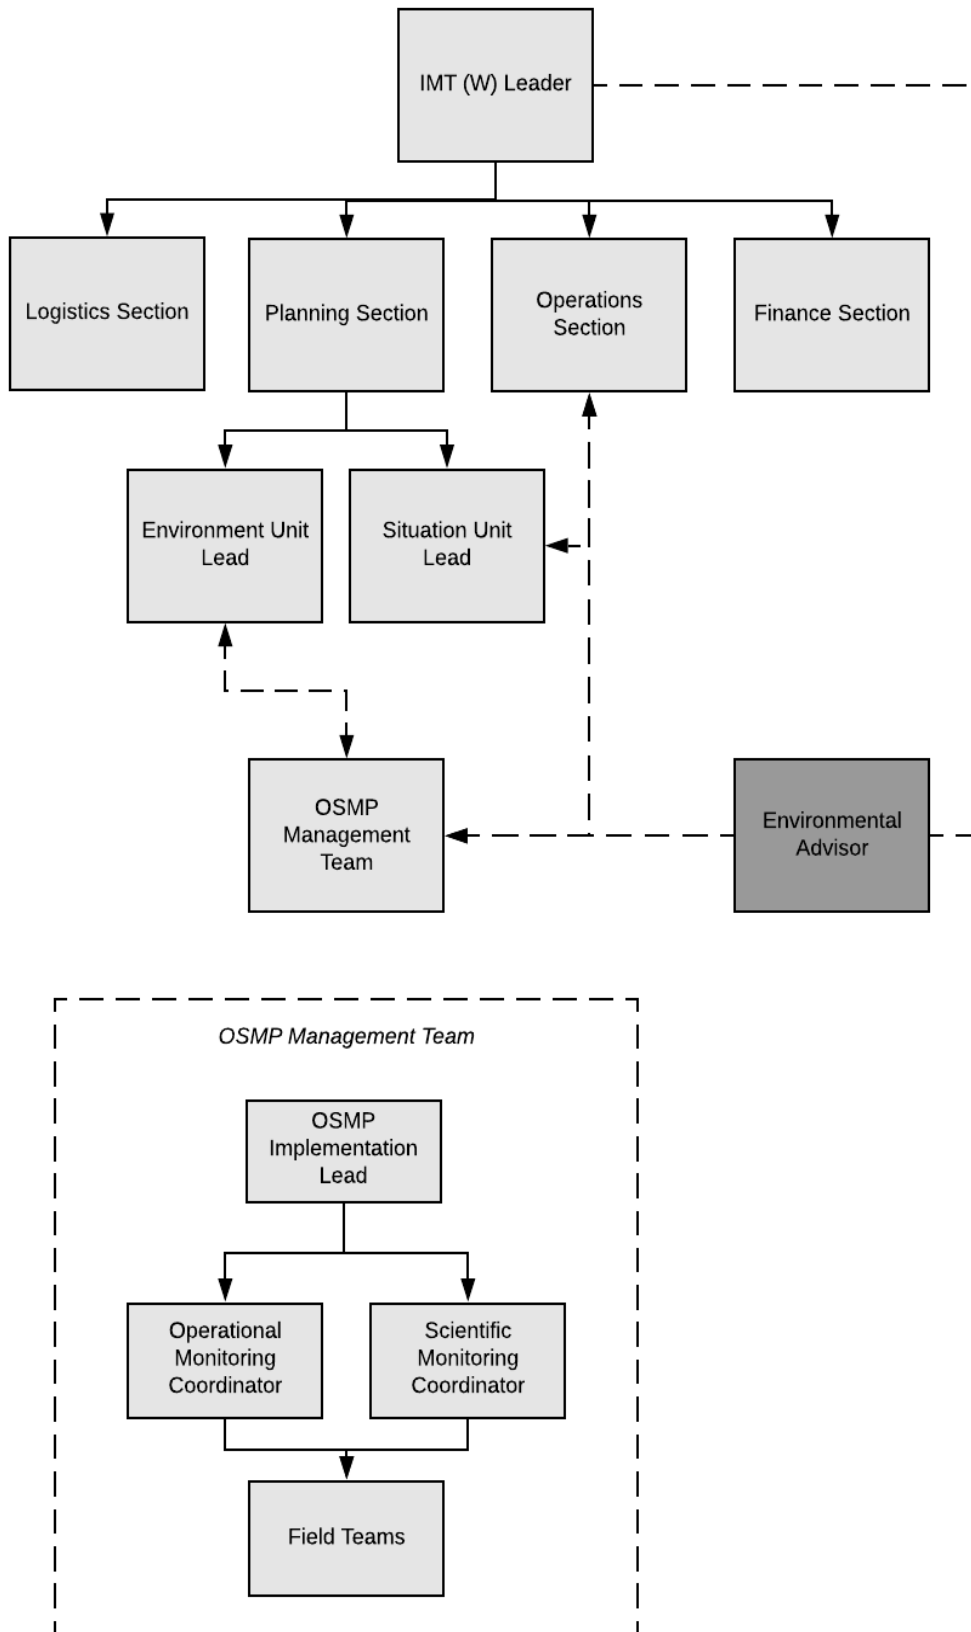 IMT (W) Leader
Logistics Section
Planning Section
Operations
Section
Finance Section
Environment Unit
Lead
Situation Unit
Lead
OSMP
Management
Team
Environmental
Advisor
OSMP Management Team
OSMP
Implementation
Lead
Operational
Monitoring
Coordinator
Scientific
Monitoring
Coordinator
Field Teams